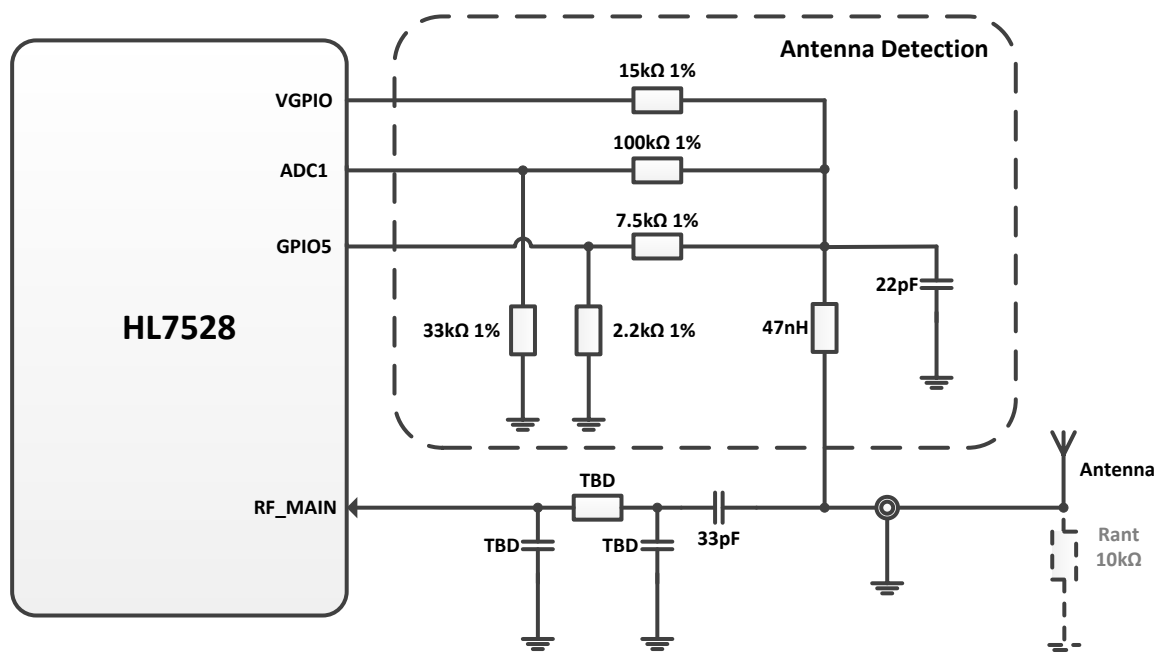 Antenna Detection
15kΩ 1%
VGPIO
100kΩ 1%
ADC1
7.5kΩ 1%
GPIO5
22pF
HL7528
33kΩ 1%
2.2kΩ 1%
47nH
Antenna
TBD
RF_MAIN
TBD
TBD
33pF
Rant
10kΩ